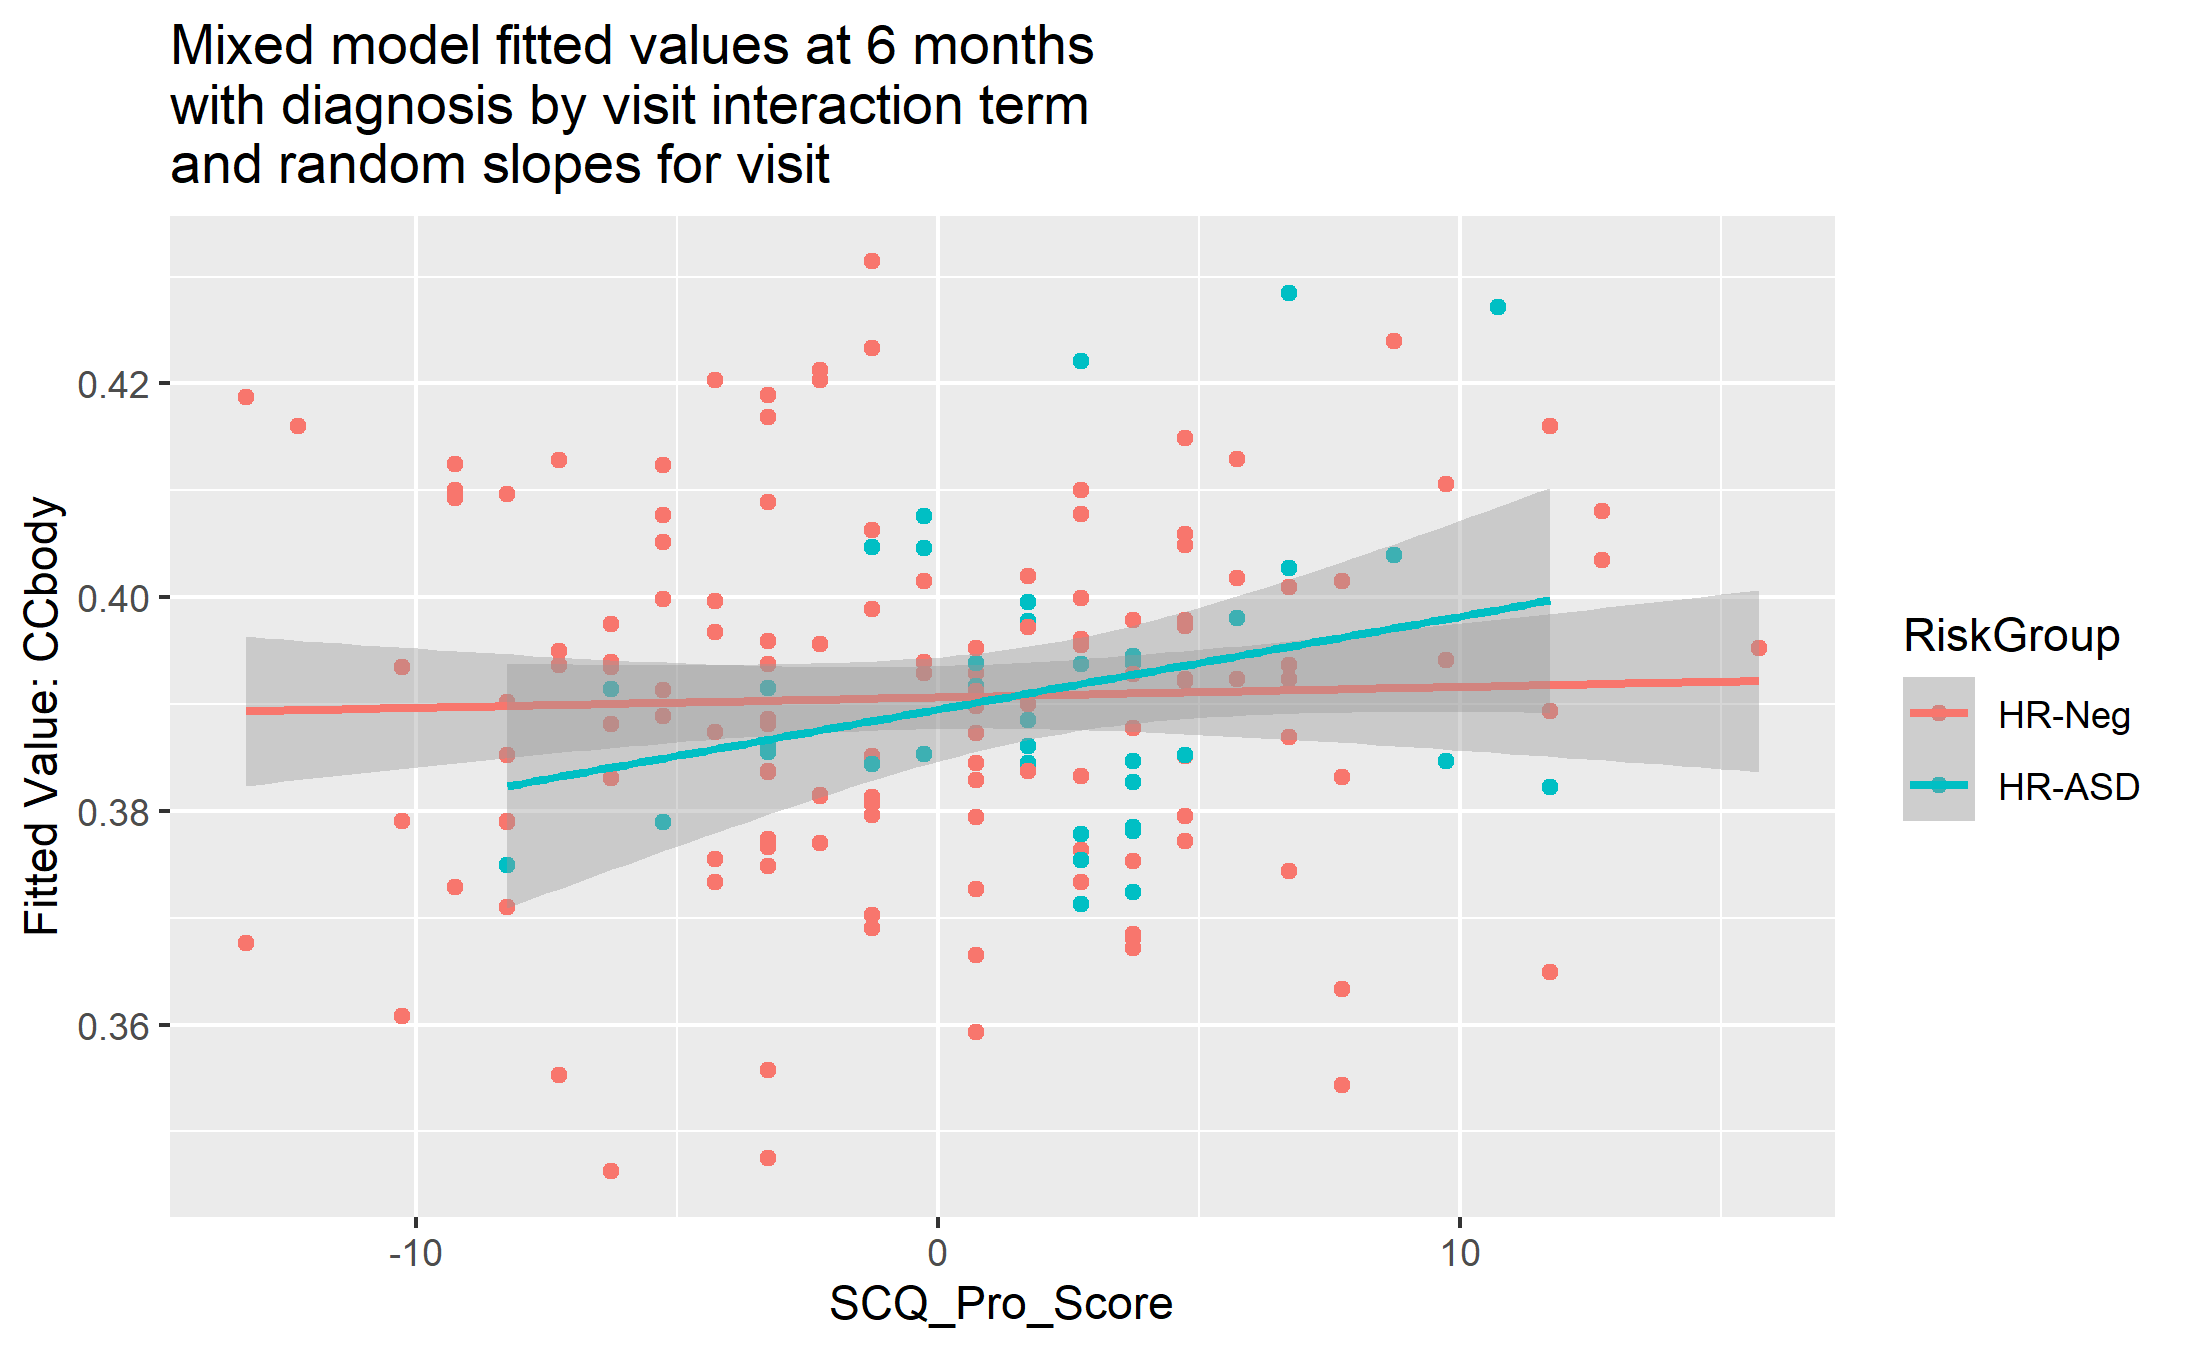 Mixed model fitted values at 6 months
with diagnosis by visit interaction term
and random slopes for visit
Fitted Value: CCbody
0.42
0.40
0.38
0.36
-10
0
10
SCQ_Pro_Score
RiskGroup
HR-Neg
HR-ASD